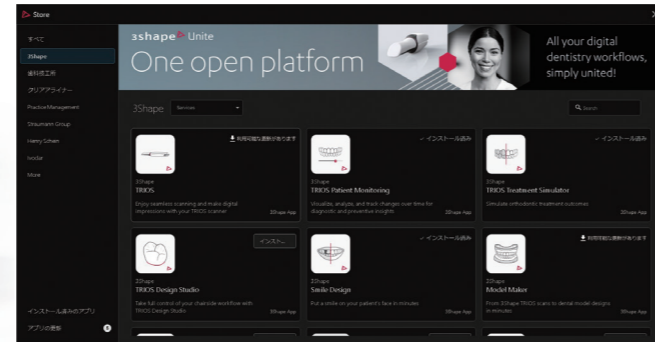 Store
すべて
3Shape
歯科技工所
クリアアライナー
Practice Management
Straumann Group
Henry Schein
Ivoclar
More
インストール済みのアプリ
アプリの更新
3shape Unite
One open platform
All your digital
dentistry workflows,
simply united!
3Shape
Services
Search
利用可能な更新があります
3Shape
TRIOS
Enjoy seamless scanning and make digital
impressions with your TRIOS scanner
3Shape App
インストール済み
3Shape
TRIOS Patient Monitoring
Visualize, analyze, and track changes over time for
diagnostic and preventive insights
3Shape App
インストール済み
3Shape
TRIOS Treatment Simulator
Simulate orthodontic treatment outcomes
3Shape App
インスト...
3Shape
TRIOS Design Studio
Take full control of your chairside workflow with
TRIOS Design Studio
3Shape App
インストール済み
3Shape
Smile Design
Put a smile on your patient's face in minutes
3Shape App
利用可能な更新があります
3Shape
Model Maker
From 3Shape TRIOS scans to dental model designs
in minutes
3Shape App